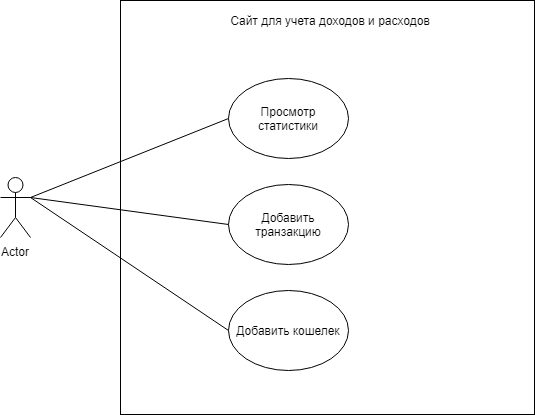 Сайт для учета доходов и расходов
Просмотр
статистики
Actor
Добавить
транзакцию
Добавить кошелек